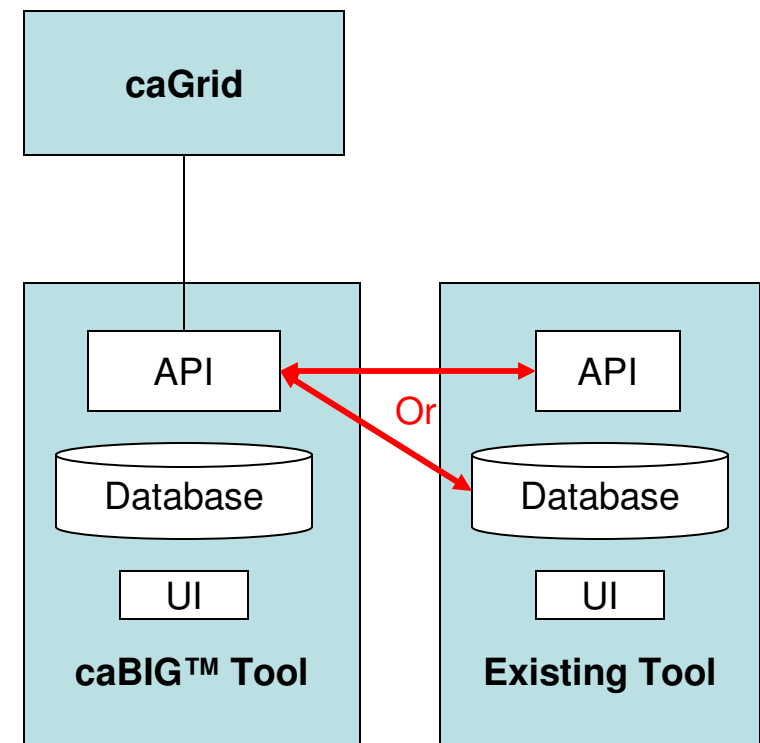 caGrid
API
API
Or
Database
Database
UI
UI
caBIG™ Tool
Existing Tool